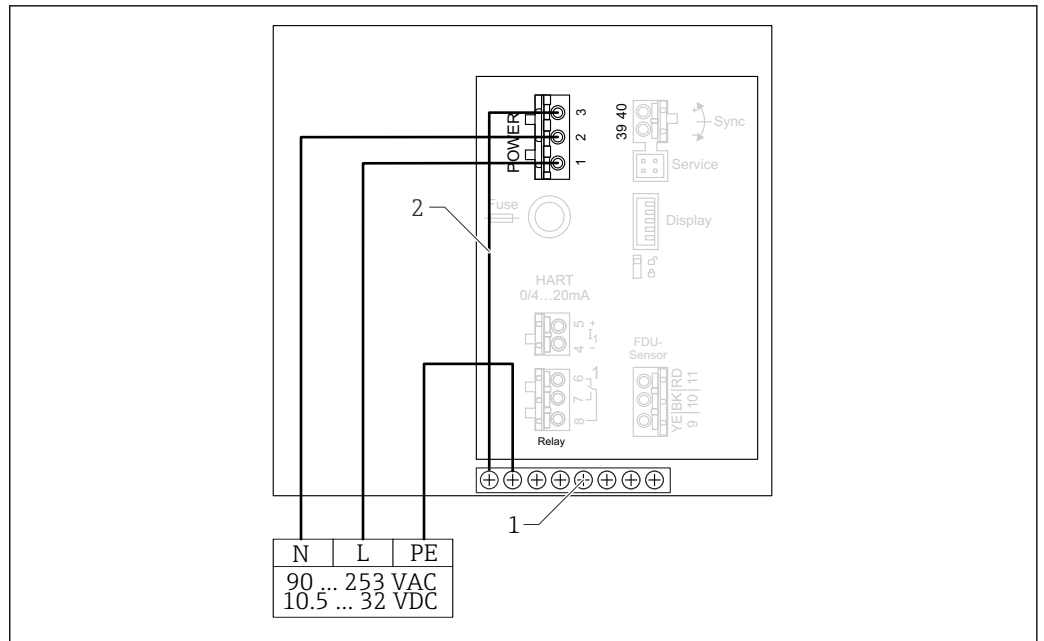 POWER
3
2
1
39 40
+
-
Sync
Service
2
Fuse
Display
HART
0/4...20mA
5 +
I1
4 -
FDU-
Sensor
6
7
8
1
Relay
YE|BK|RD
9 |10| 11
1
N L PE
90 ... 253 VAC
10.5 ... 32 VDC